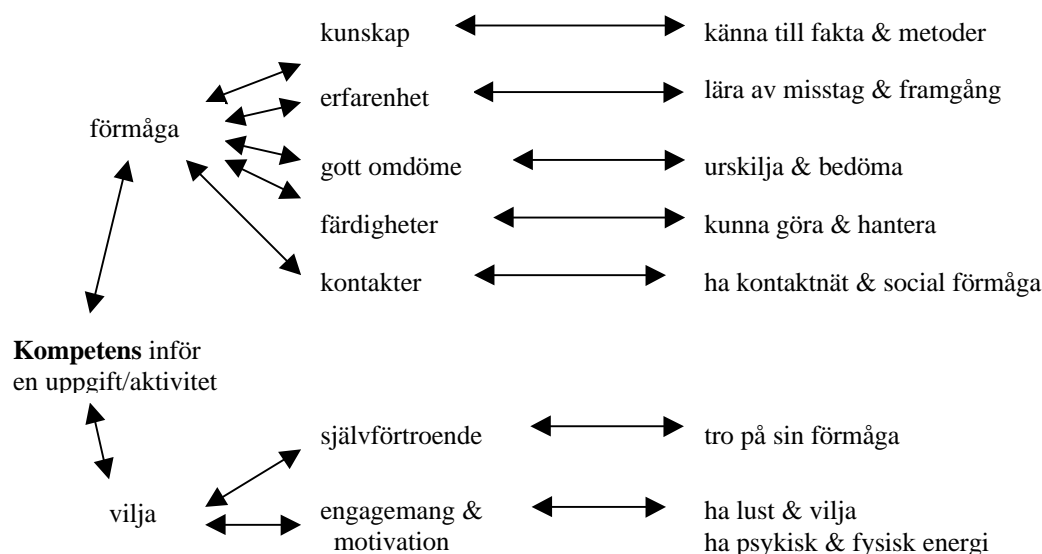 kunskap
känna till fakta & metoder
erfarenhet
lära av misstag & framgång
förmåga
gott omdöme
urskilja & bedöma
färdigheter
kunna göra & hantera
kontakter
ha kontaktnät & social förmåga
Kompetens inför
en uppgift/aktivitet
självförtroende
tro på sin förmåga
vilja
engagemang &
motivation
ha lust & vilja
ha psykisk & fysisk energi